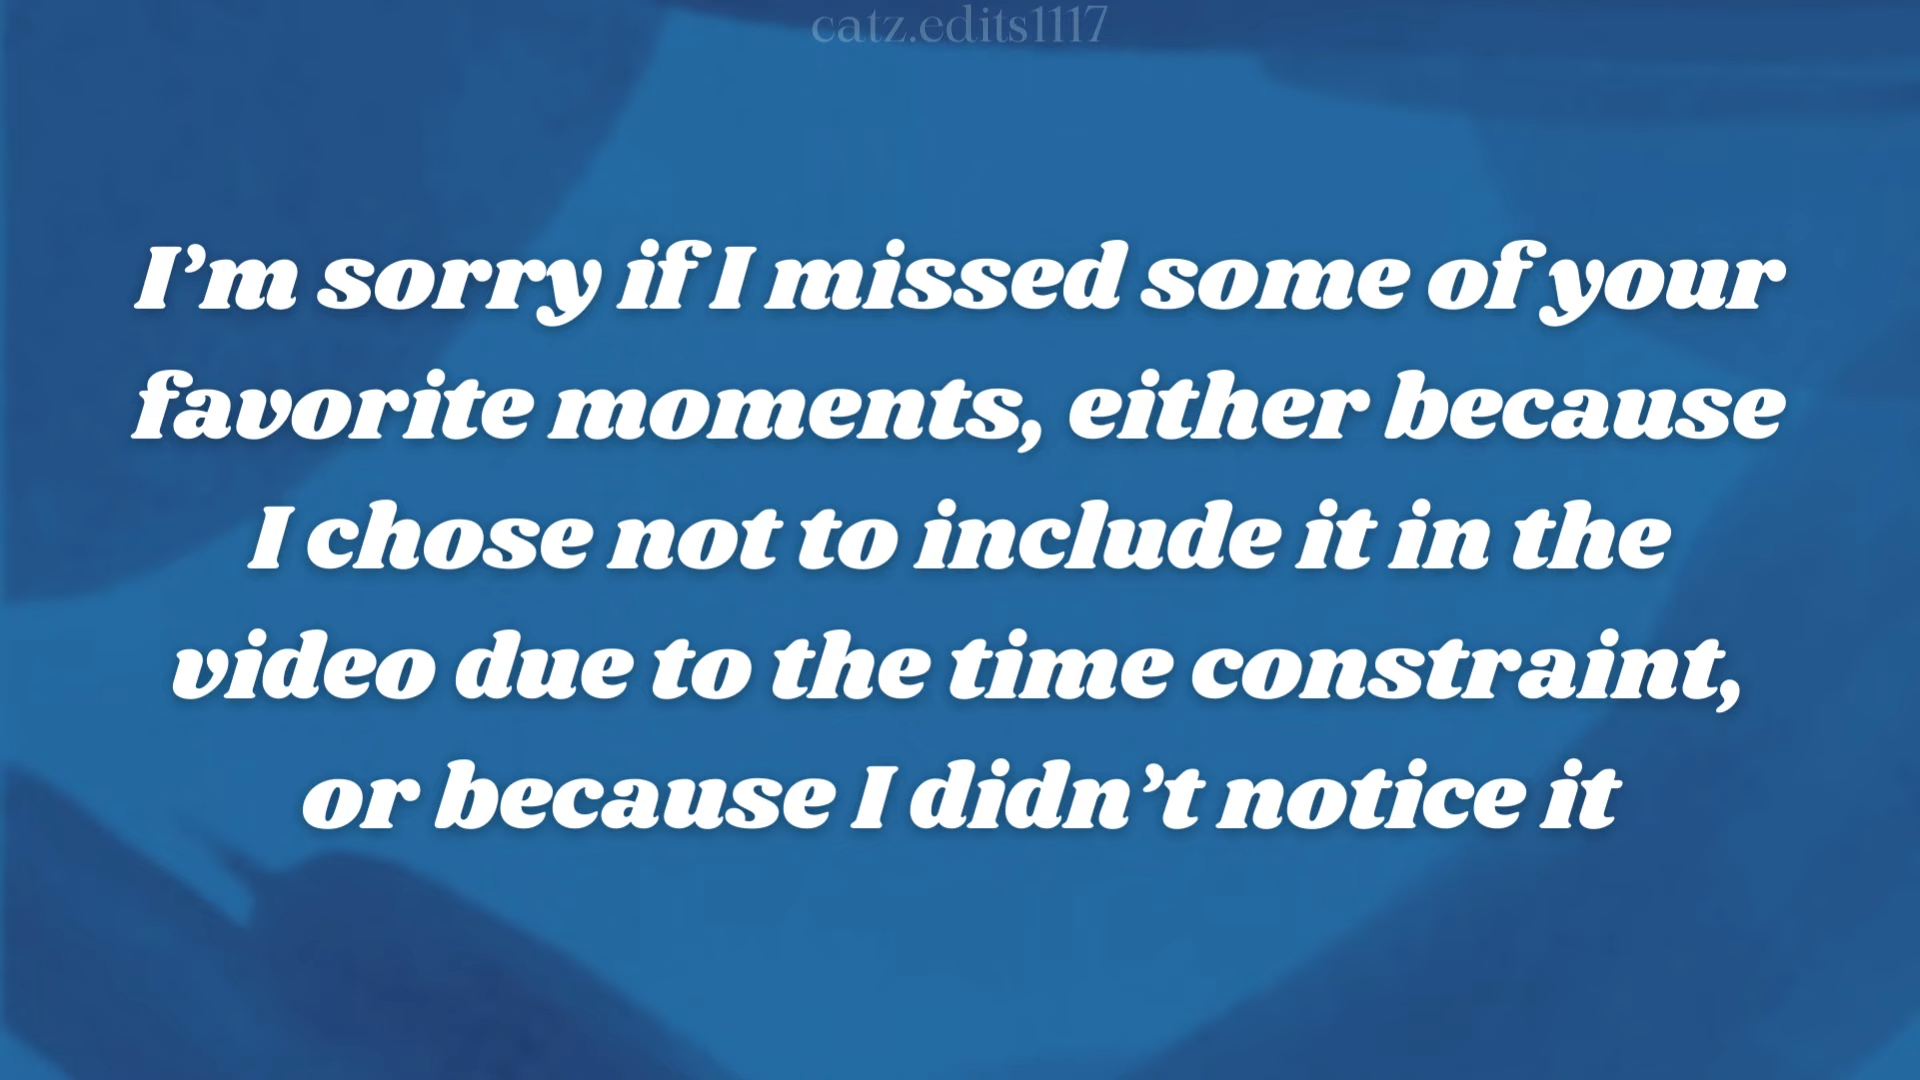 catz.edits1117
I’m sorry if I missed some of your
favorite moments, either because
I chose not to include it in the
video due to the time constraint,
or because I didn’t notice it